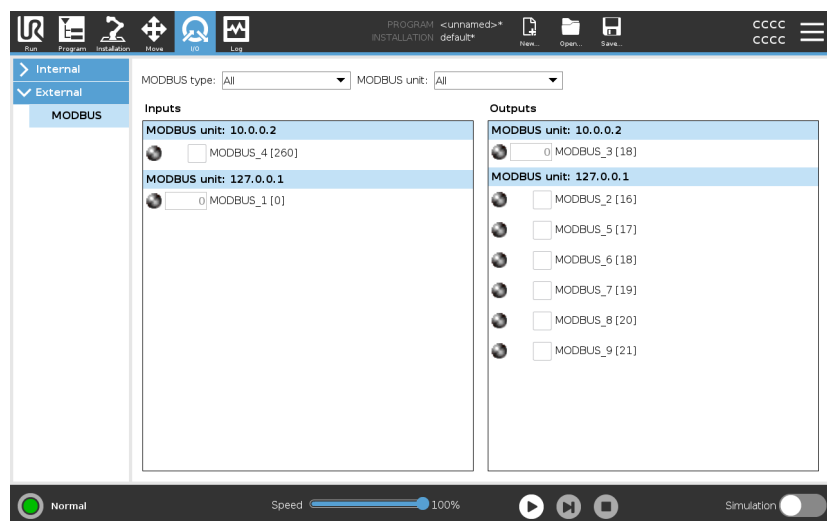 PROGRAM <unnamed>*
INSTALLATION default*
Run Program Installation Move I/O Log New... Open... Save...
CCCC
CCCC
Internal
External
MODBUS
MODBUS type: All MODBUS unit: All
Inputs
MODBUS unit: 10.0.0.2
MODBUS_4 [260]
MODBUS unit: 127.0.0.1
0 MODBUS_1 [0]
Outputs
MODBUS unit: 10.0.0.2
0 MODBUS_3 [18]
MODBUS unit: 127.0.0.1
MODBUS_2 [16]
MODBUS_5 [17]
MODBUS_6 [18]
MODBUS_7 [19]
MODBUS_8 [20]
MODBUS_9 [21]
Normal Speed 100% Simulation